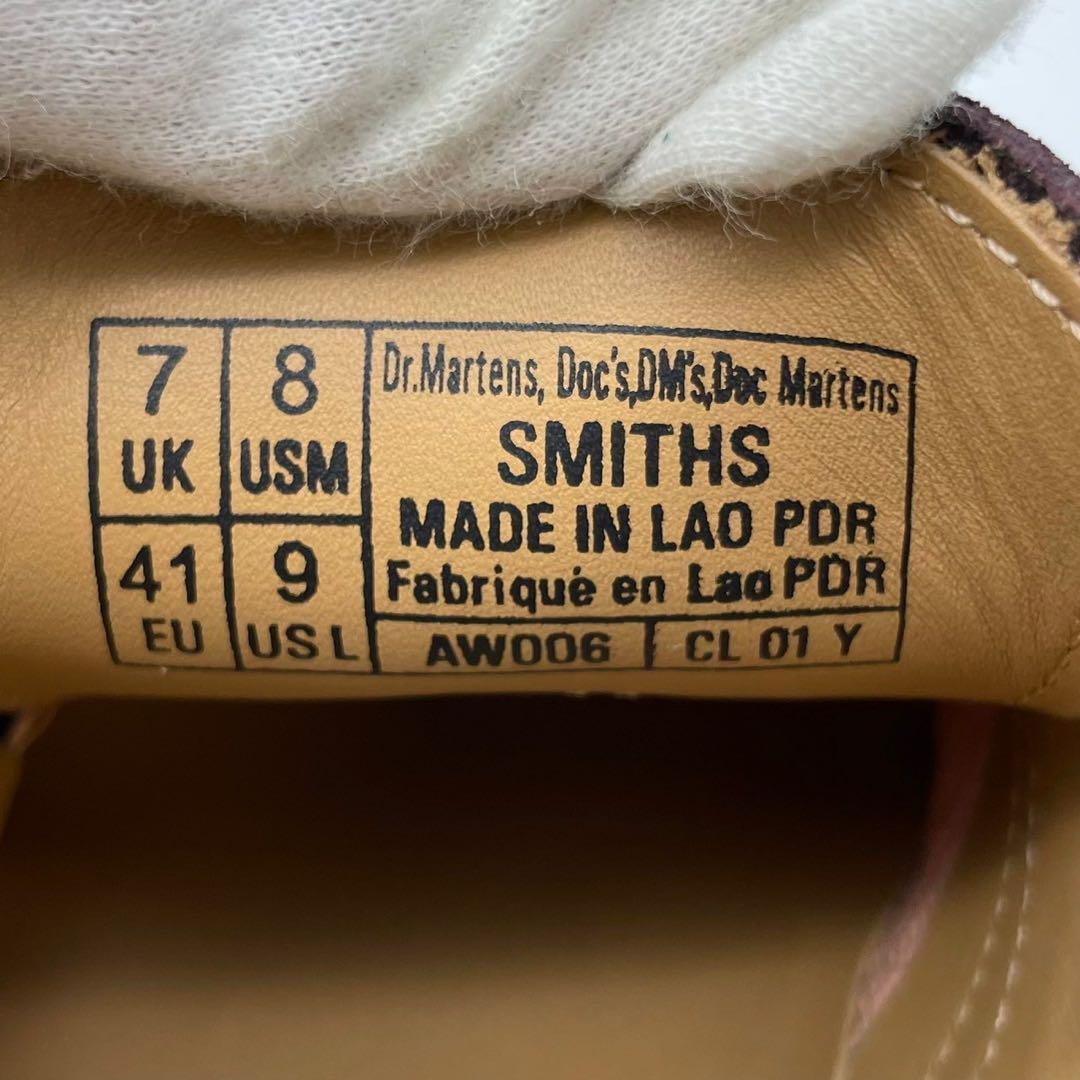 7
UK
8
USM
41
EU
9
US L
Dr.Martens, Doc's,DM's,Doc Martens
SMITHS
MADE IN LAO PDR
Fabriqué en Lao PDR
AW006
CL 01 Y